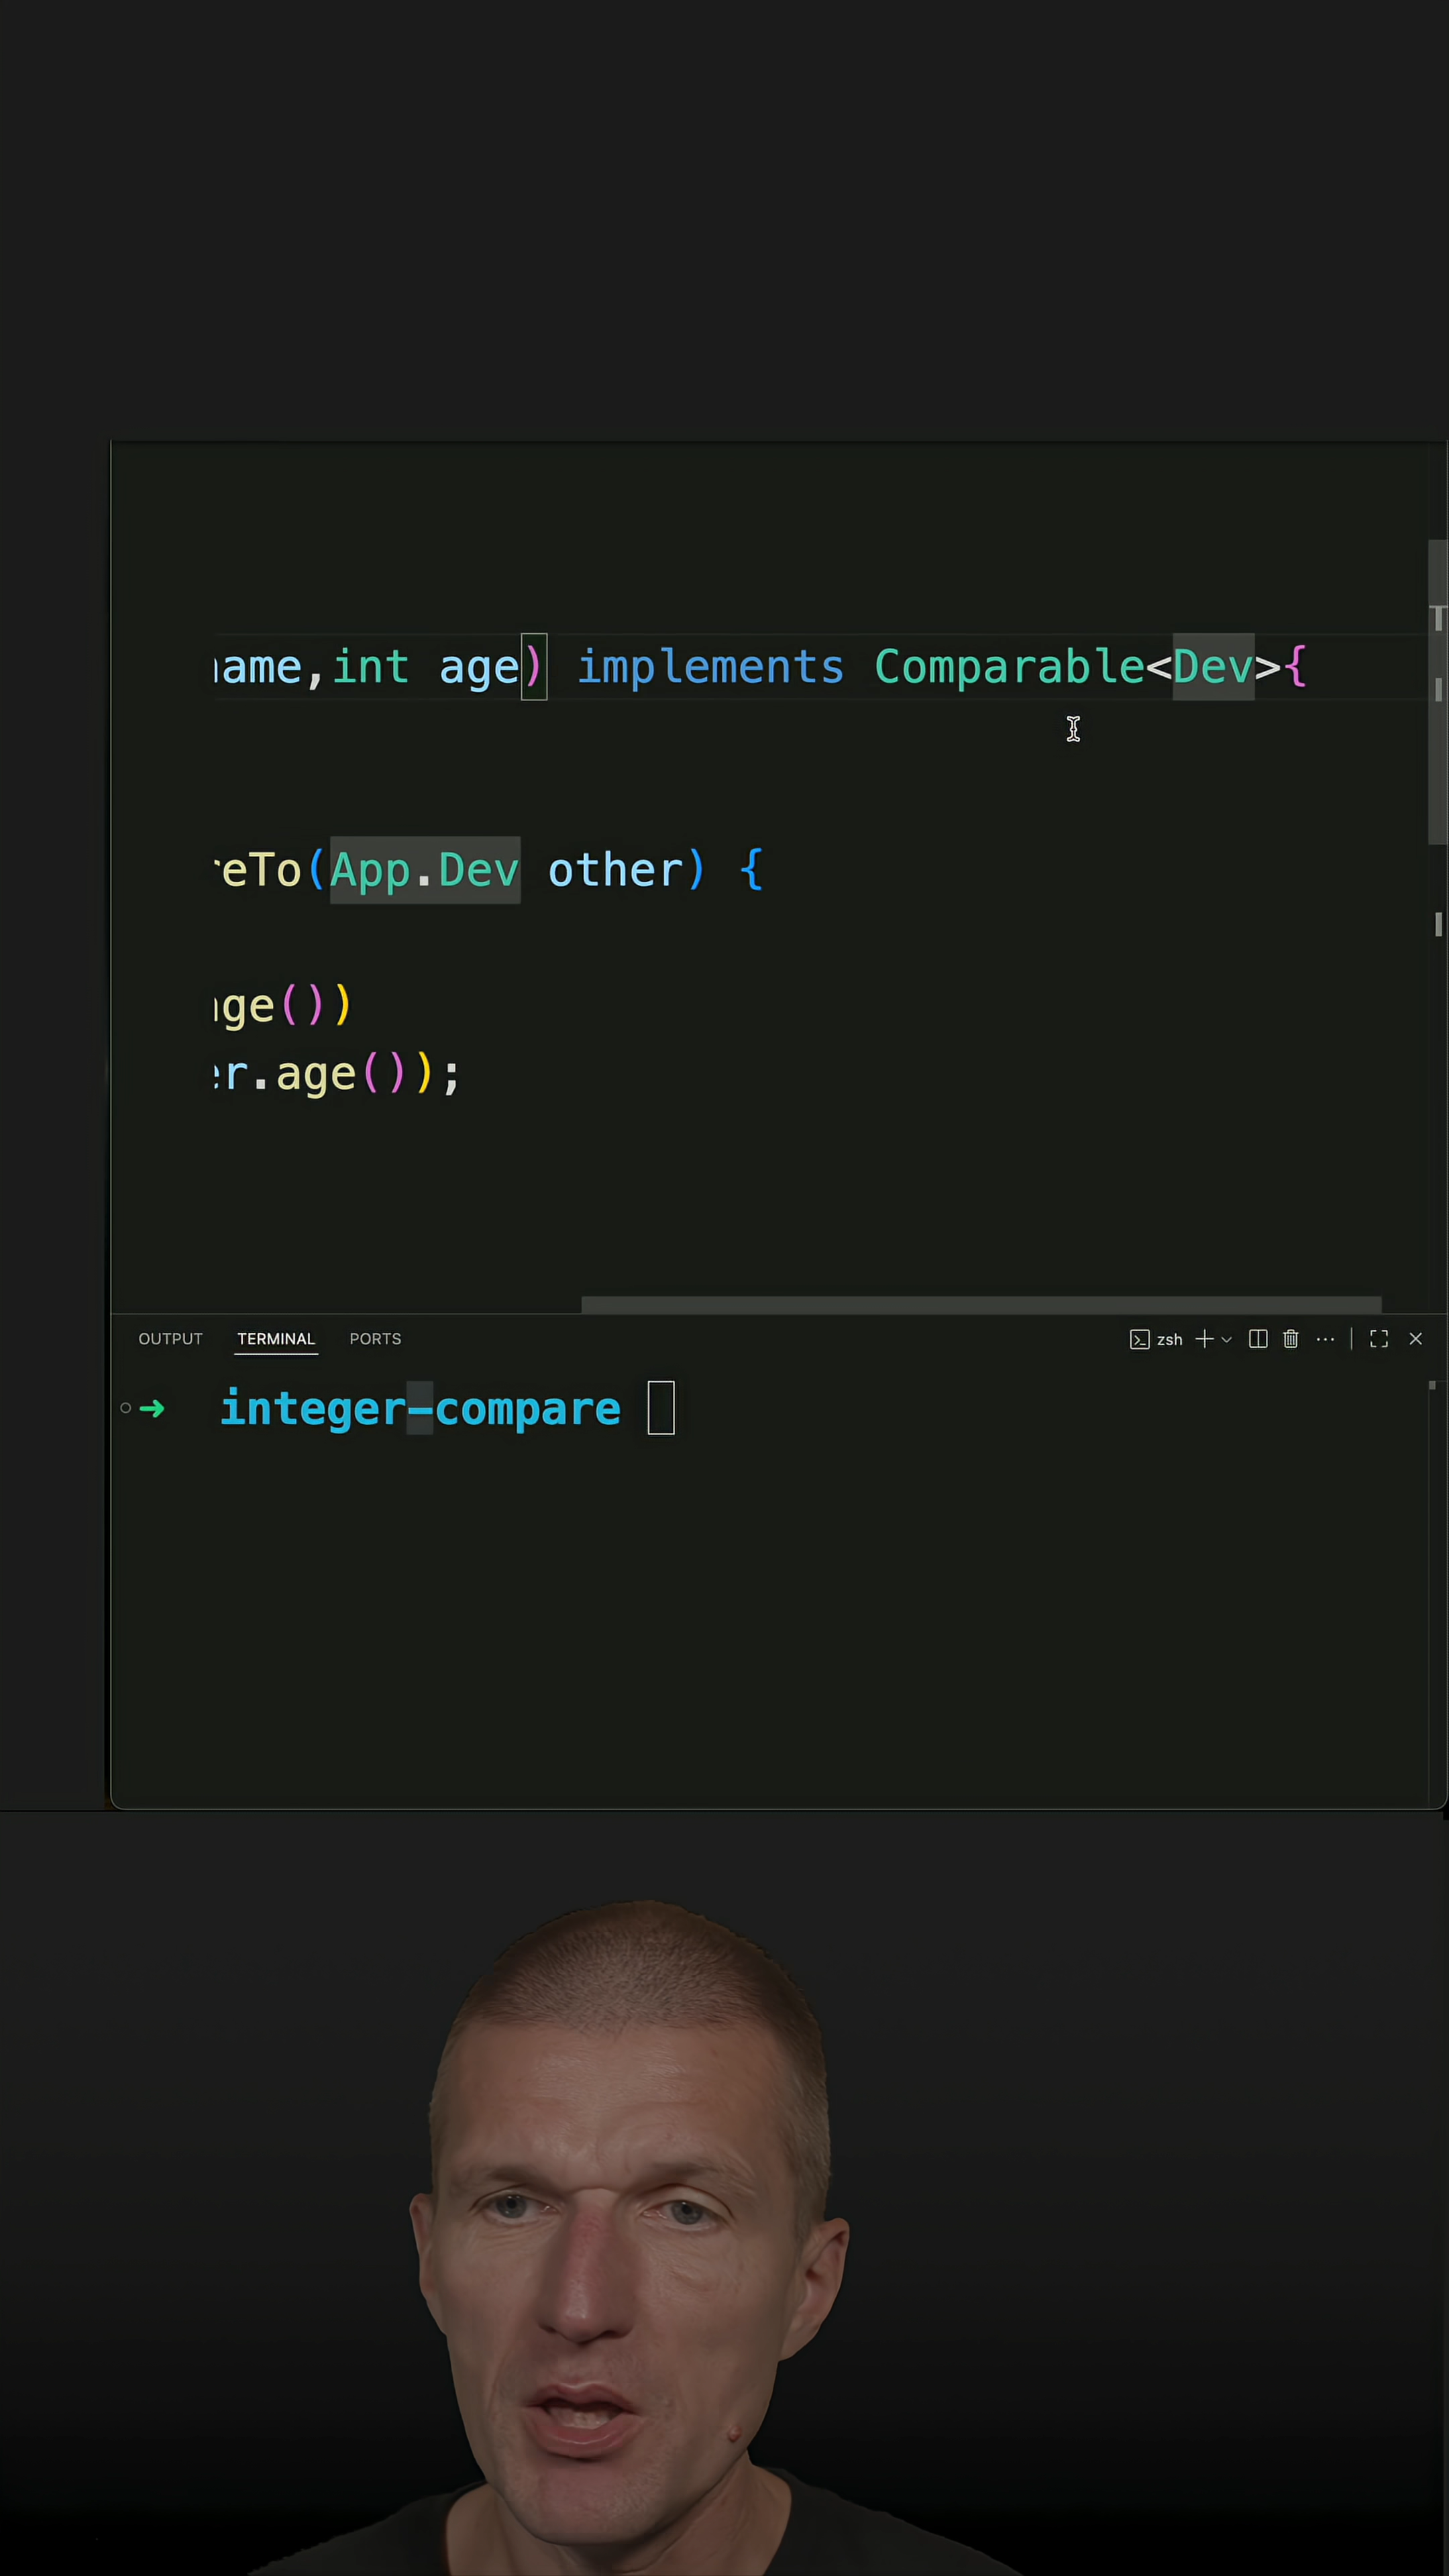 ame,int age) implements Comparable<Dev>{
eTo(App.Dev other) {
ge())
r.age());
OUTPUT TERMINAL PORTS zsh
integer-compare